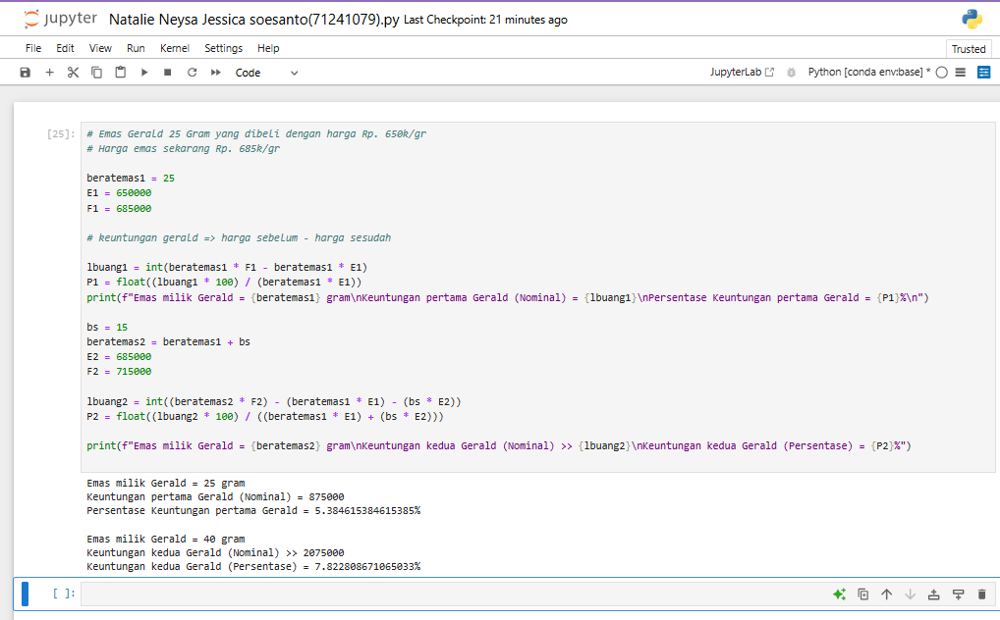 jupyter Natalie Neysa Jessica soesanto(71241079).py Last Checkpoint: 21 minutes ago
File Edit View Run Kernel Settings Help Trusted
Code JupyterLab Python [conda env:base] *
[25]: # Emas Gerald 25 Gram yang dibeli dengan harga Rp. 650k/gr
# Harga emas sekarang Rp. 685k/gr
beratemas1 = 25
E1 = 650000
F1 = 685000
# keuntungan gerald => harga sebelum - harga sesudah
lbuang1 = int(beratemas1 * F1 - beratemas1 * E1)
P1 = float((lbuang1 * 100) / (beratemas1 * E1))
print(f"Emas milik Gerald = {beratemas1} gram\nKeuntungan pertama Gerald (Nominal) = {lbuang1}\nPersentase Keuntungan pertama Gerald = {P1}%\n")
bs = 15
beratemas2 = beratemas1 + bs
E2 = 685000
F2 = 715000
lbuang2 = int((beratemas2 * F2) - (beratemas1 * E1) - (bs * E2))
P2 = float((lbuang2 * 100) / ((beratemas1 * E1) + (bs * E2)))
print(f"Emas milik Gerald = {beratemas2} gram\nKeuntungan kedua Gerald (Nominal) >> {lbuang2}\nKeuntungan kedua Gerald (Persentase) = {P2}%")
Emas milik Gerald = 25 gram
Keuntungan pertama Gerald (Nominal) = 875000
Persentase Keuntungan pertama Gerald = 5.384615384615385%
Emas milik Gerald = 40 gram
Keuntungan kedua Gerald (Nominal) >> 2075000
Keuntungan kedua Gerald (Persentase) = 7.822808671065033%
[ ]: